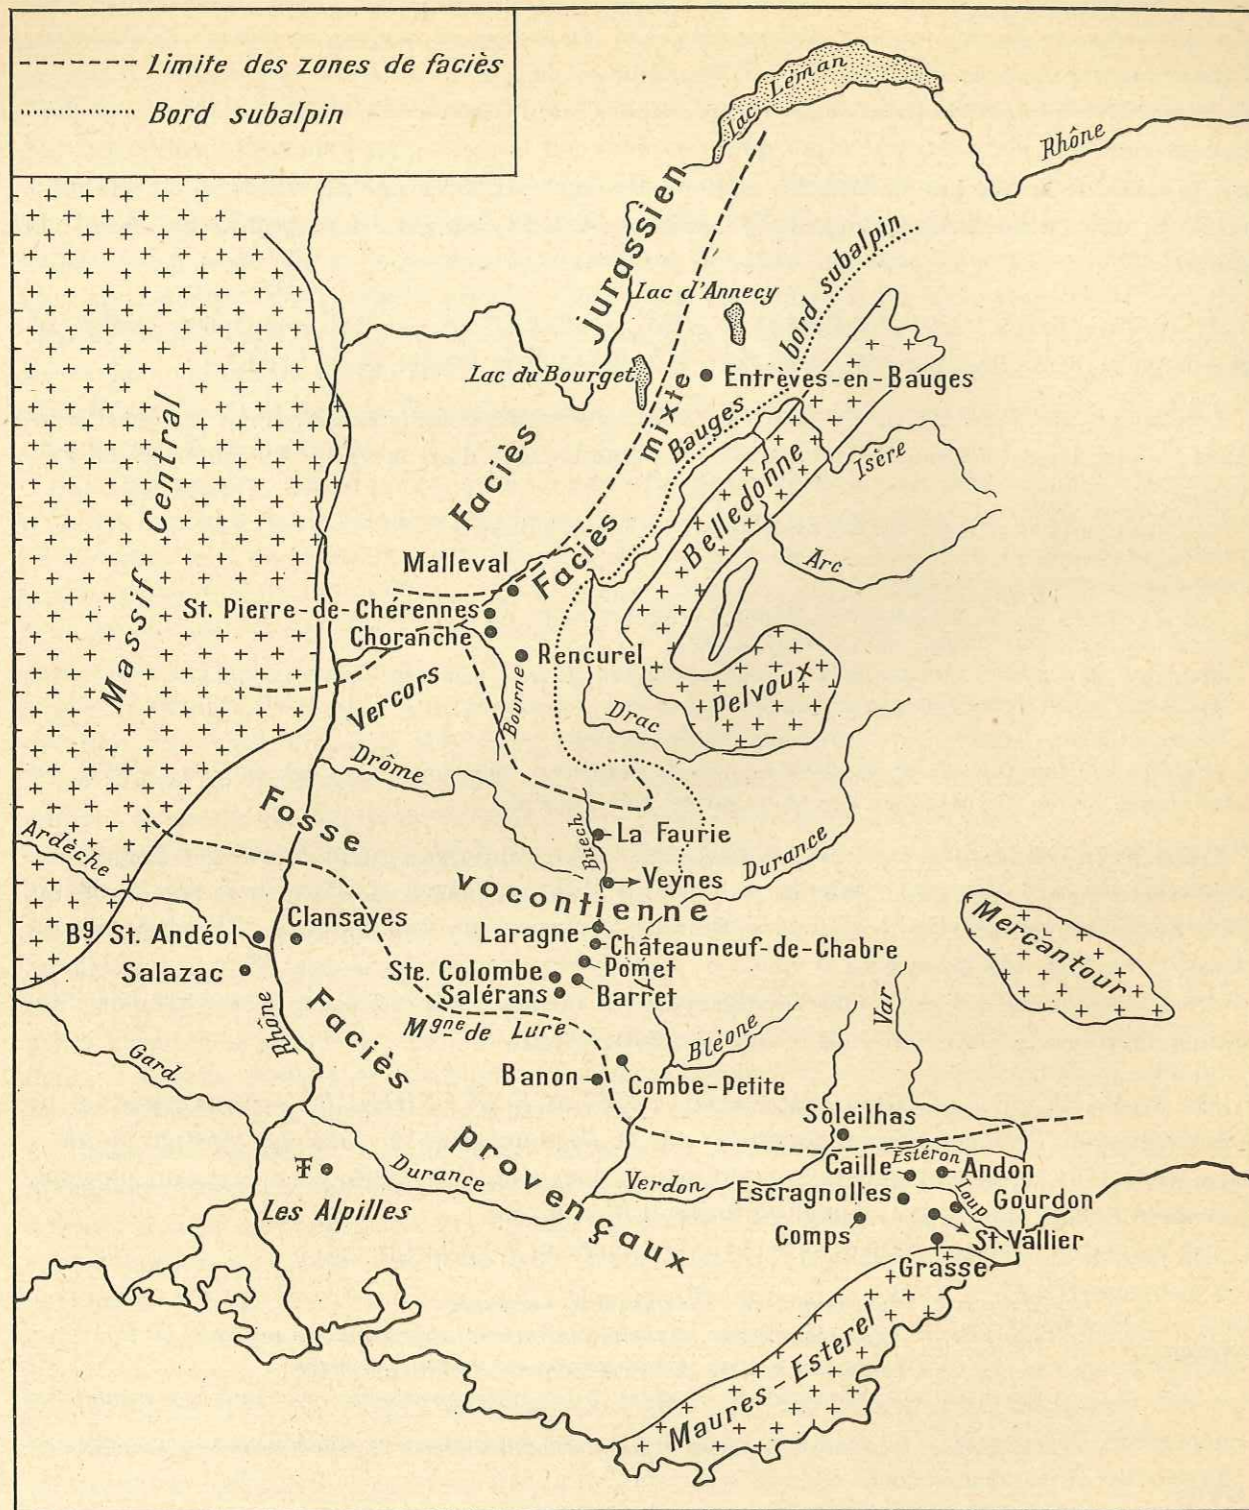 Limite des zones de faciès
Bord subalpin
Lac Léman
Rhône
Faciès jurassien
bord subalpin
Lac d'Annecy
Lac du Bourget
Entrèves-en-Bauges
Faciès mixte
Bauges
Isère
Massif Central
Belledonne
Arc
Malleval
St. Pierre-de-Chérennes
Choranche
Rencurel
Pelvoux
Vercors
Bourne
Drac
Drôme
Fosse vocontienne
Buech
La Faurie
Durance
Ardèche
Veynes
Clansayes
Bg. St. Andéol
Laragne
Châteauneuf-de-Chabre
Mercantour
Salazac
Ste. Colombe
Pomet
Salérans
Barret
Var
Rhône
Faciès provençaux
Mgne de Lure
Bléone
Gard
Banon
Combe-Petite
Soleilhas
Estéron
Caille
Andon
Durance
Verdon
Escragnolles
Loup
Gourdon
Les Alpilles
Comps
St. Vallier
Grasse
Maures-Esterel